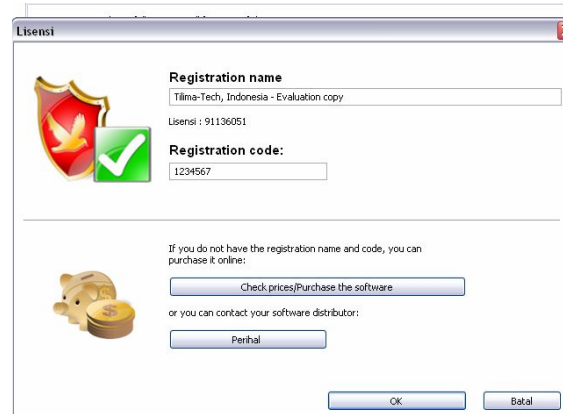 Lisensi
Registration name
Tilima-Tech, Indonesia - Evaluation copy
Lisensi : 91136051
Registration code:
1234567
If you do not have the registration name and code, you can
purchase it online:
Check prices/Purchase the software
or you can contact your software distributor:
Perihal
OK
Batal